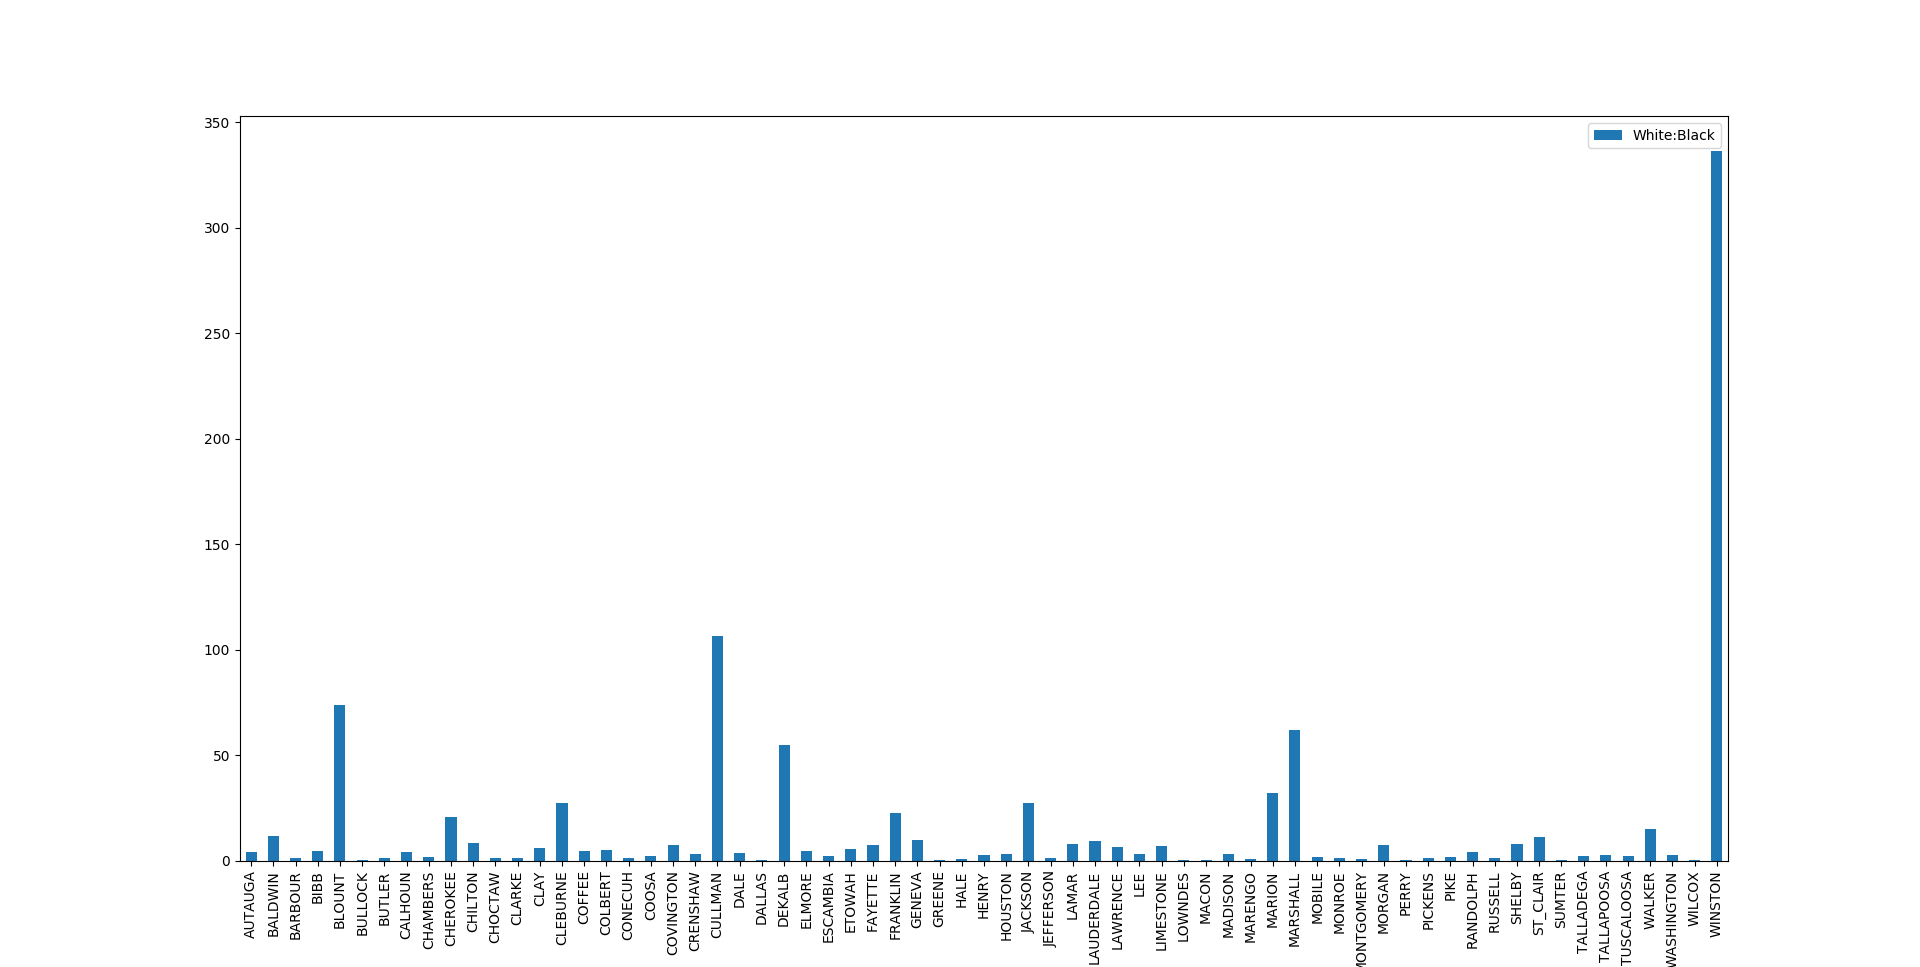 350
White:Black
300
250
200
150
100
50
0
AUTAUGA
BALDWIN
BARBOUR
BIBB
BLOUNT
BULLOCK
BUTLER
CALHOUN
CHAMBERS
CHEROKEE
CHILTON
CHOCTAW
CLARKE
CLAY
CLEBURNE
COFFEE
COLBERT
CONECUH
COOSA
COVINGTON
CRENSHAW
CULLMAN
DALE
DALLAS
DEKALB
ELMORE
ESCAMBIA
ETOWAH
FAYETTE
FRANKLIN
GENEVA
GREENE
HALE
HENRY
HOUSTON
JACKSON
JEFFERSON
LAMAR
LAUDERDALE
LAWRENCE
LEE
LIMESTONE
LOWNDES
MACON
MADISON
MARENGO
MARION
MARSHALL
MOBILE
MONROE
MONTGOMERY
MORGAN
PERRY
PICKENS
PIKE
RANDOLPH
RUSSELL
SHELBY
ST_CLAIR
SUMTER
TALLADEGA
TALLAPOOSA
TUSCALOOSA
WALKER
WASHINGTON
WILCOX
WINSTON